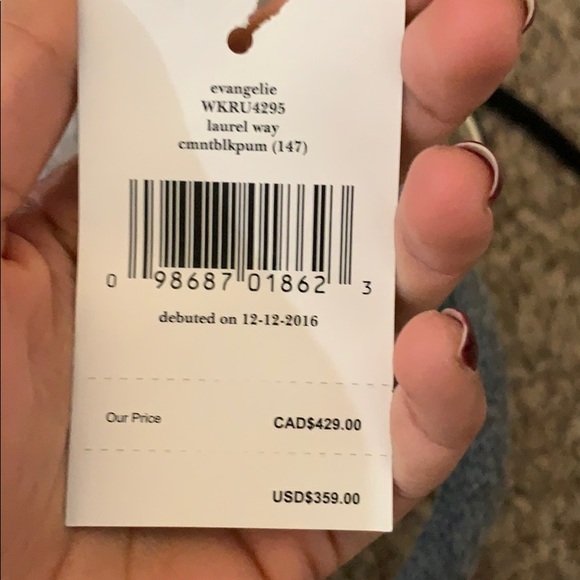 evangelie
WKRU4295
laurel way
cmntblkpum (147)
0 98687 01862 3
debuted on 12-12-2016
Our Price CAD$429.00
USD$359.00